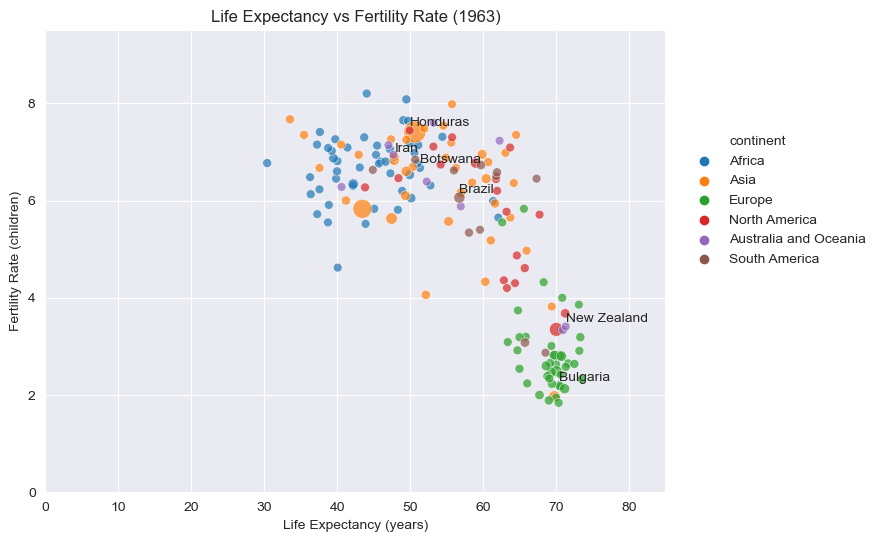 Life Expectancy vs Fertility Rate (1963)
Fertility Rate (children)
8
6
4
2
0
Honduras
Iran
Botswana
Brazil
New Zealand
Bulgaria
0 10 20 30 40 50 60 70 80
Life Expectancy (years)
continent
Africa
Asia
Europe
North America
Australia and Oceania
South America